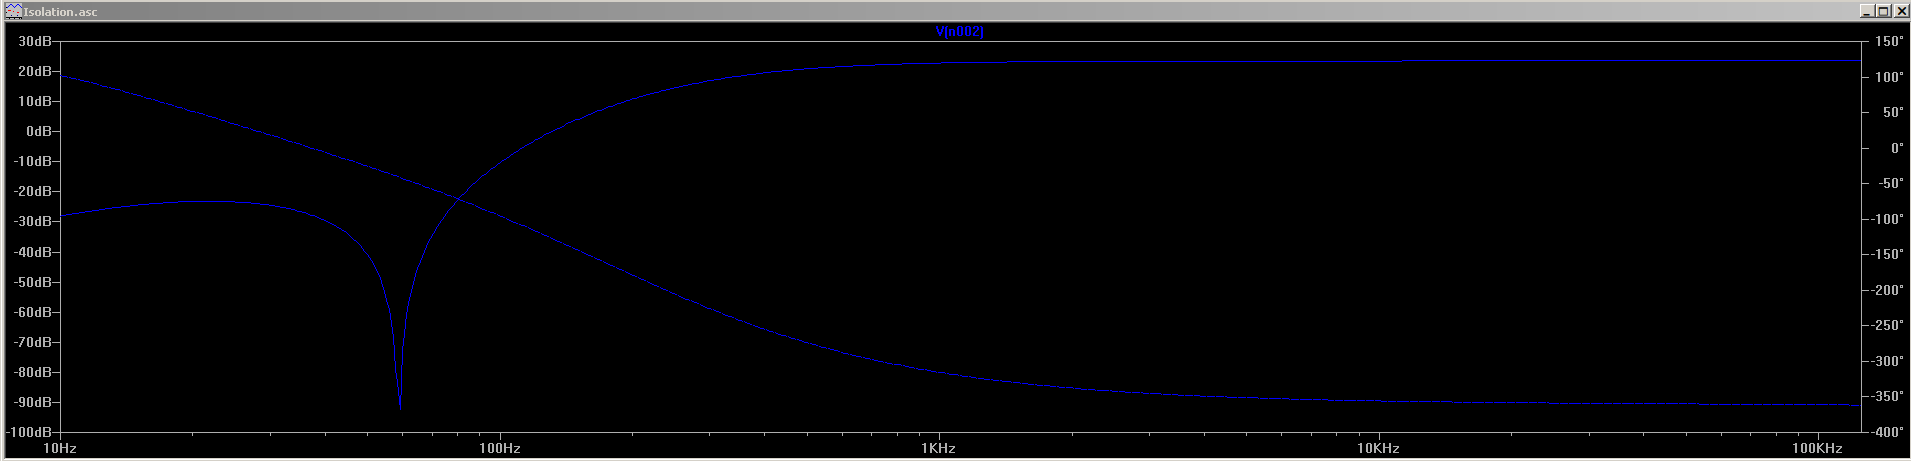 Isolation.asc
V(n002)
30dB 150°
20dB 100°
10dB 50°
0dB 0°
-10dB -50°
-20dB -100°
-30dB -150°
-40dB -200°
-50dB -250°
-60dB -300°
-70dB -350°
-80dB -400°
-90dB
-100dB
10Hz 100Hz 1KHz 10KHz 100KHz